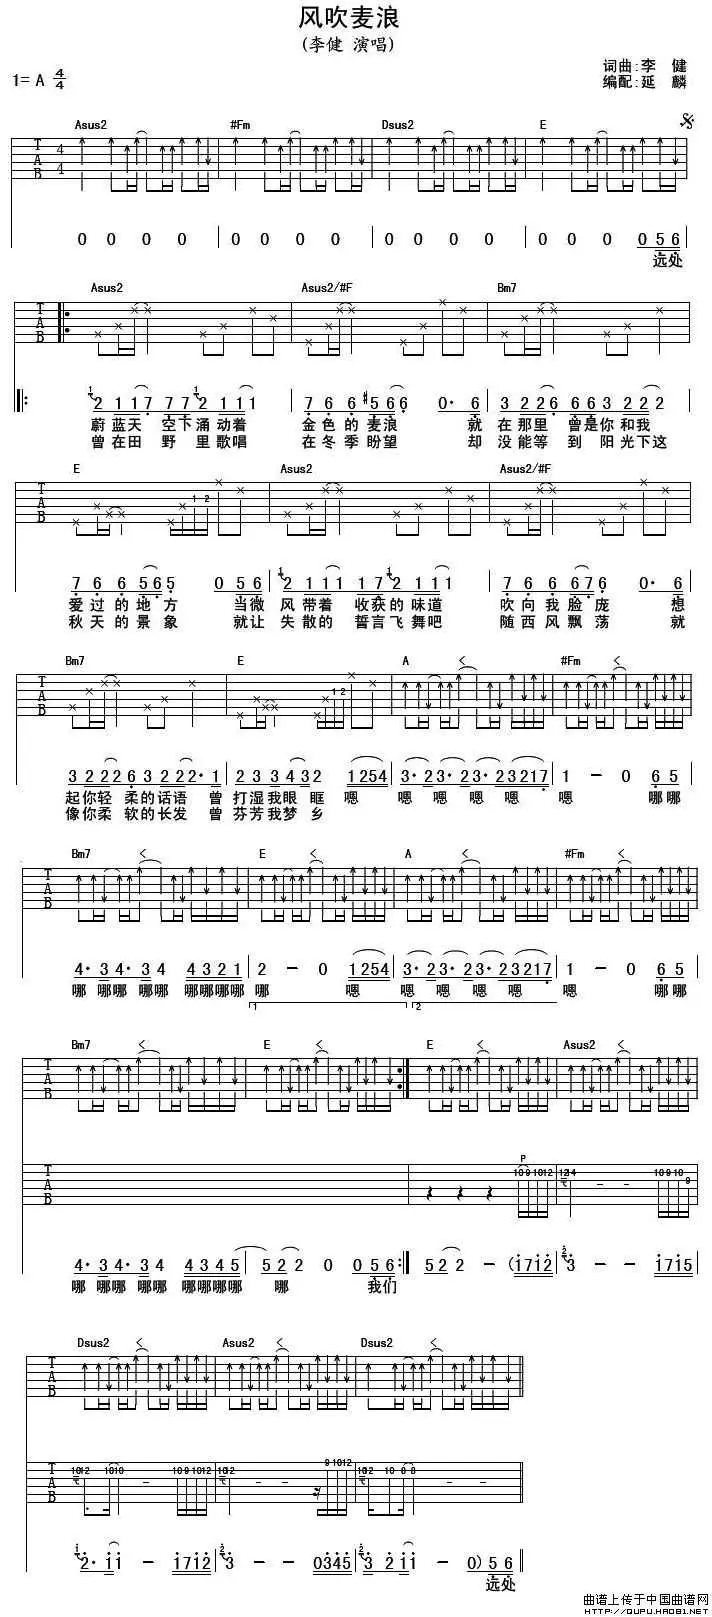 风吹麦浪
(李健 演唱)
1= A 4/4
词曲:李 健
编配:延 麟
Asus2 #Fm Dsus2 E
T A B 4 4
0 0 0 0 0 0 0 0 0 0 0 0 0 0 0 0 5 6
远处
Asus2 Asus2/#F Bm7
T A B
2 1 1 7 7 7 2 1 1 1 7 6 6 #5 6 6 0· 6 3 2 2 6 6 6 2 2 1
蔚蓝天 空下涌动着 金色的麦浪 就 在那里 曾是你和我
曾在田 野里歌唱 在冬季盼望 却 没能等 到 阳光下这
E Asus2 Asus2/#F
T A B 1 2
7 6 6 5 6 5 0 5 6 2 1 1 1 1 7 2 1 1 1 7 6 6 6 7 6 0· 6
爱过的地方 当微 风带着 收获的味道 吹向我脸庞 想
秋天的景象 就让 失散的 誓言飞舞吧 随西风飘荡 就
Bm7 E A < #Fm <
T A B 1 2
3 2 2 2 6 3 2 2 2· 1 2 3 3 4 3 2 1 2 5 4 3· 2 3· 2 3· 2 3 2 1 7 1 – 0 6 5
起你轻 柔的话语 曾 打湿我眼眶 嗯 嗯 嗯 嗯 嗯 嗯 哪哪
像你柔 软的长发 曾 芬芳我梦乡
Bm7 < E < A < #Fm <
T A B
4· 3 4· 3 4 4 3 2 1 2 – 0 1 2 5 4 3· 2 3· 2 3· 2 3 2 1 7 1 – 0 6 5
哪 哪哪 哪哪 哪哪哪哪 哪 嗯 嗯 嗯 嗯 嗯 嗯 哪哪
1 2
Bm7 < E < E < Asus2 <
T A B
T A B P 10 9 10 12 12 14 – – 10 9 10 9
4· 3 4· 3 4 4 3 4 5 5 2 2 0 0 5 6 5 2 2 – (1 7 1 2 3 – – 1 7 1 5
哪 哪哪 哪哪 哪哪哪哪 哪 我们
Dsus2 < Asus2 < Dsus2 <
T A B
T A B 10 12 10 10 – 10 9 10 12 10 12 – 9 10 12 10 12 10 8 8 –
2· 1 1 – 1 7 1 2 3 – – 0 3 4 5 3 2 1 1 – 0) 5 6
远处
曲谱上传于中国曲谱网
HTTP://QUPU.HAO81.NET